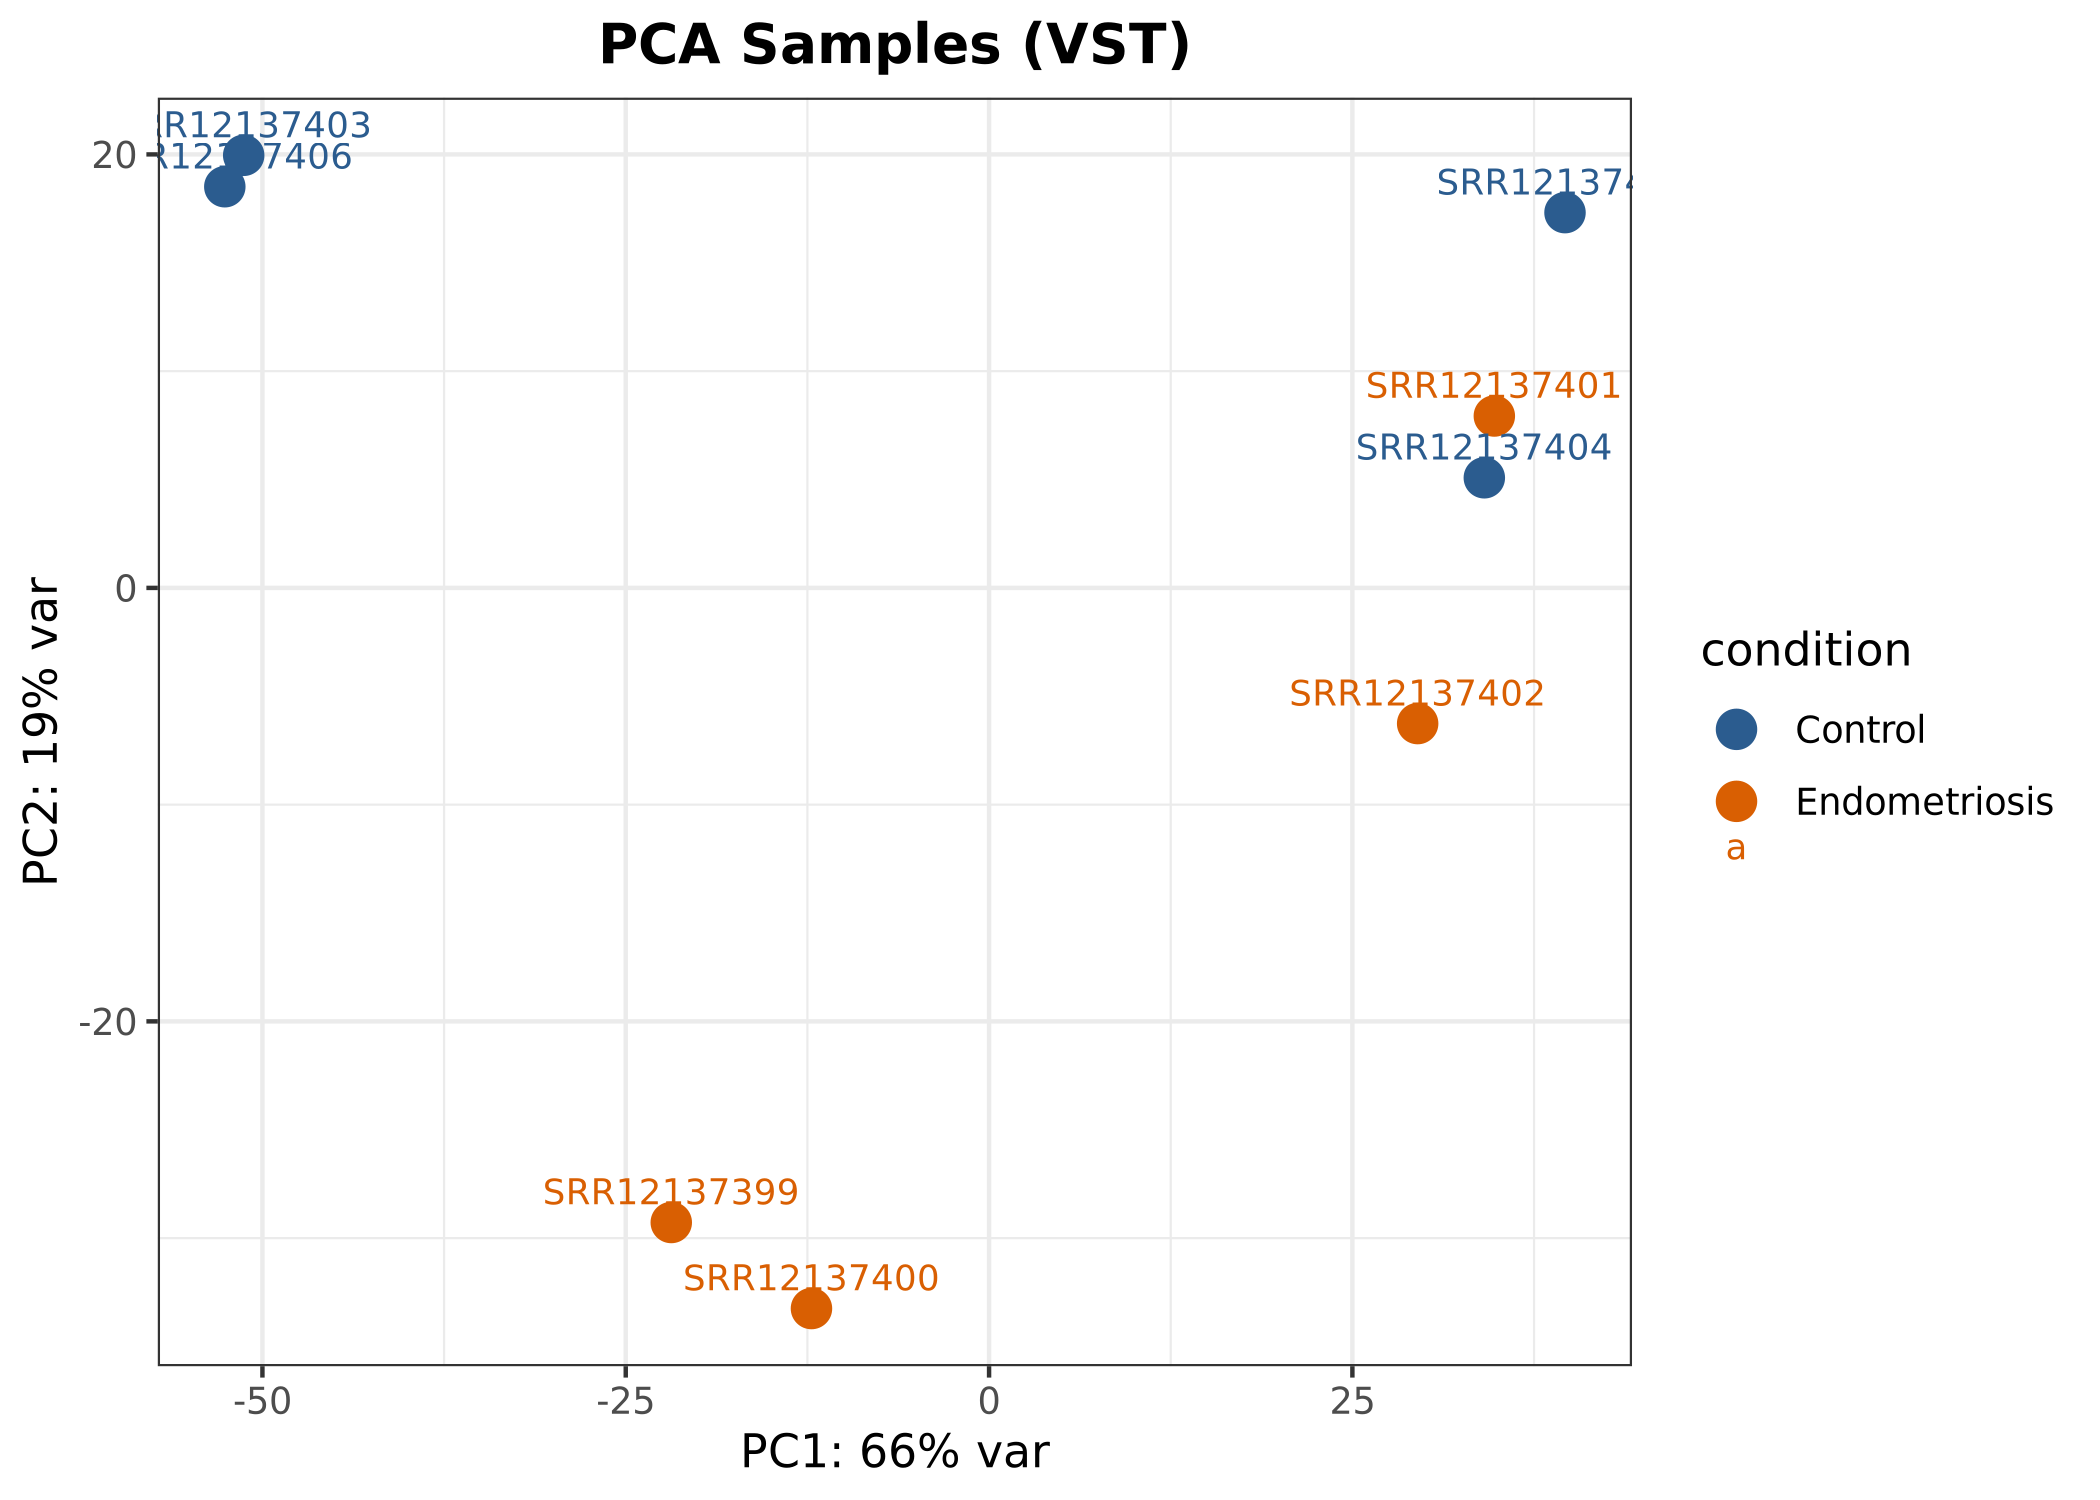 PCA Samples (VST)
R12137403
20
R12137406
SRR121374
SRR12137401
SRR12137404
0
PC2: 19% var
SRR12137402
condition
Control
Endometriosis
a
-20
SRR12137399
SRR12137400
-50
-25
0
25
PC1: 66% var